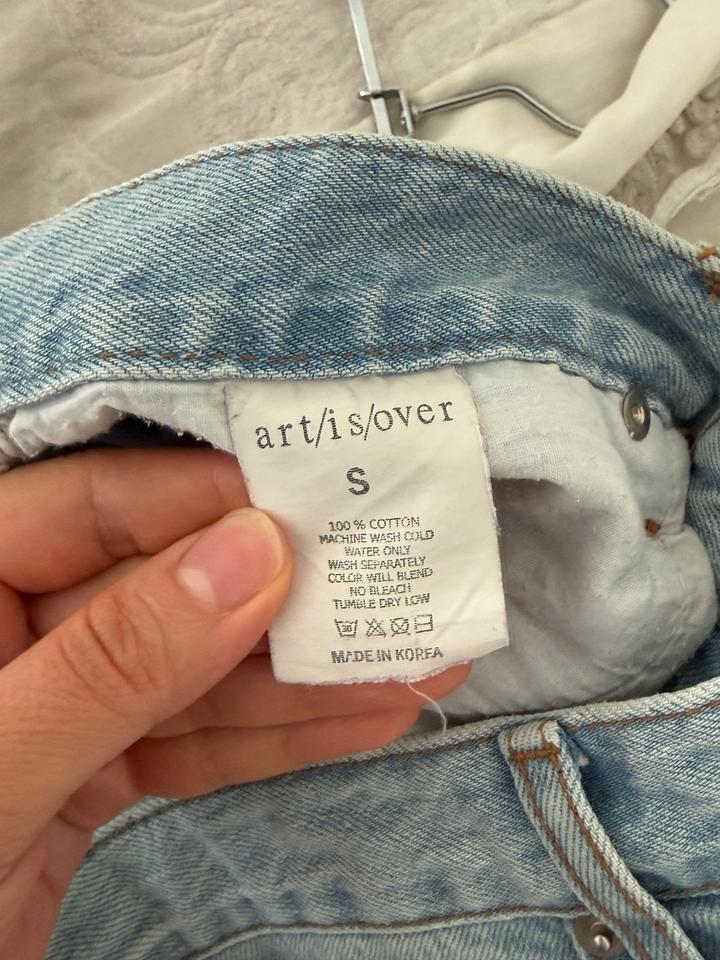 art/is/over
S
100 % COTTON
MACHINE WASH COLD
WATER ONLY
WASH SEPARATELY
COLOR WILL BLEND
NO BLEACH
TUMBLE DRY LOW
30
MADE IN KOREA